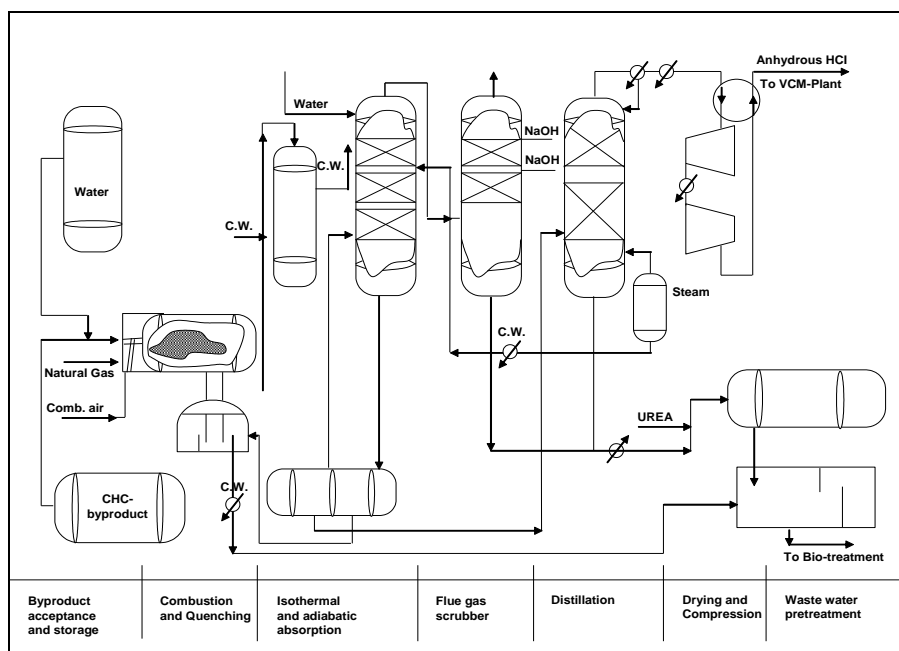 Anhydrous HCl
To VCM-Plant
Water
NaOH
NaOH
C.W.
Water
C.W.
Steam
C.W.
Natural Gas
Comb. air
UREA
C.W.
CHC-
byproduct
To Bio-treatment
Byproduct
acceptance
and storage
Combustion
and Quenching
Isothermal
and adiabatic
absorption
Flue gas
scrubber
Distillation
Drying and
Compression
Waste water
pretreatment